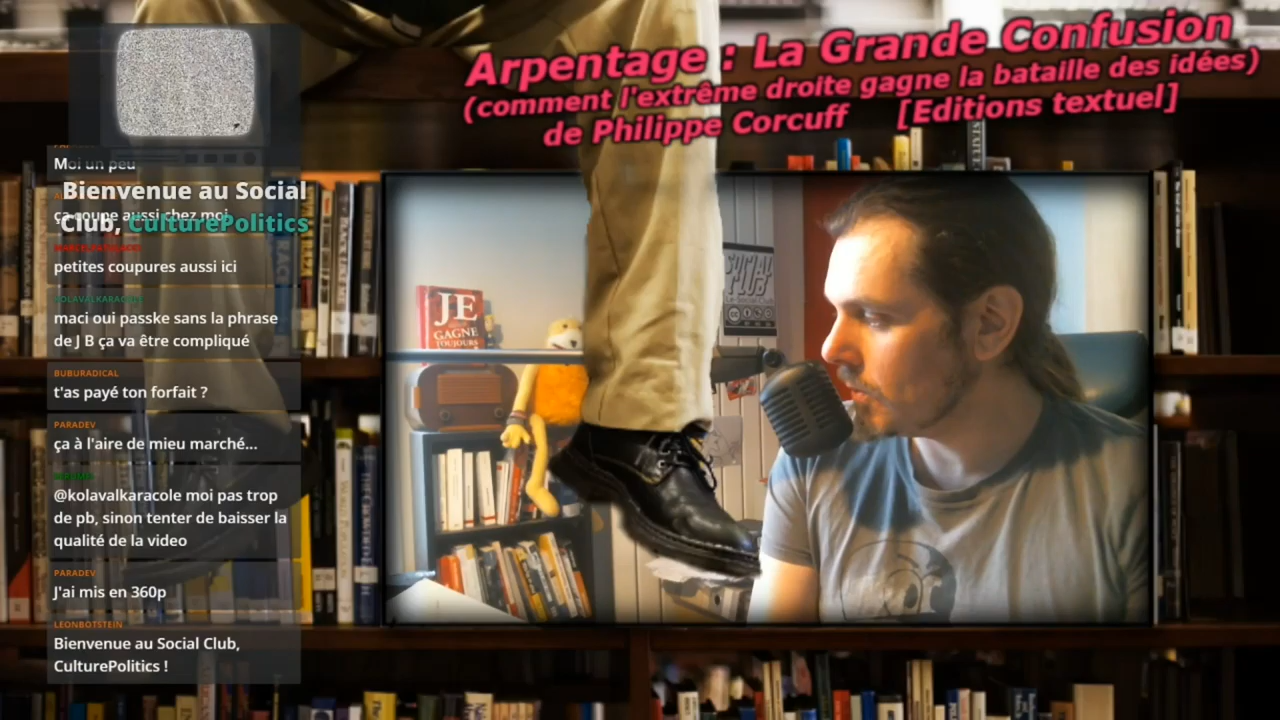 Arpentage : La Grande Confusion
(comment l'extrême droite gagne la bataille des idées)
de Philippe Corcuff [Editions textuel]
Moi un peu
Bienvenue au Social
Club, CulturePolitics
ça coupe aussi chez moi
petites coupures aussi ici
KOLAVALKARACOLE
maci oui passke sans la phrase
de J B ça va être compliqué
BUBURADICAL
t'as payé ton forfait ?
PARADEV
ça à l'aire de mieu marché...
@kolavalkaracole moi pas trop
de pb, sinon tenter de baisser la
qualité de la video
PARADEV
J'ai mis en 360p
LEONBOTSTEIN
Bienvenue au Social Club,
CulturePolitics !
JE
GAGNE
TOUJOURS
SOCIAL
Le Social Club